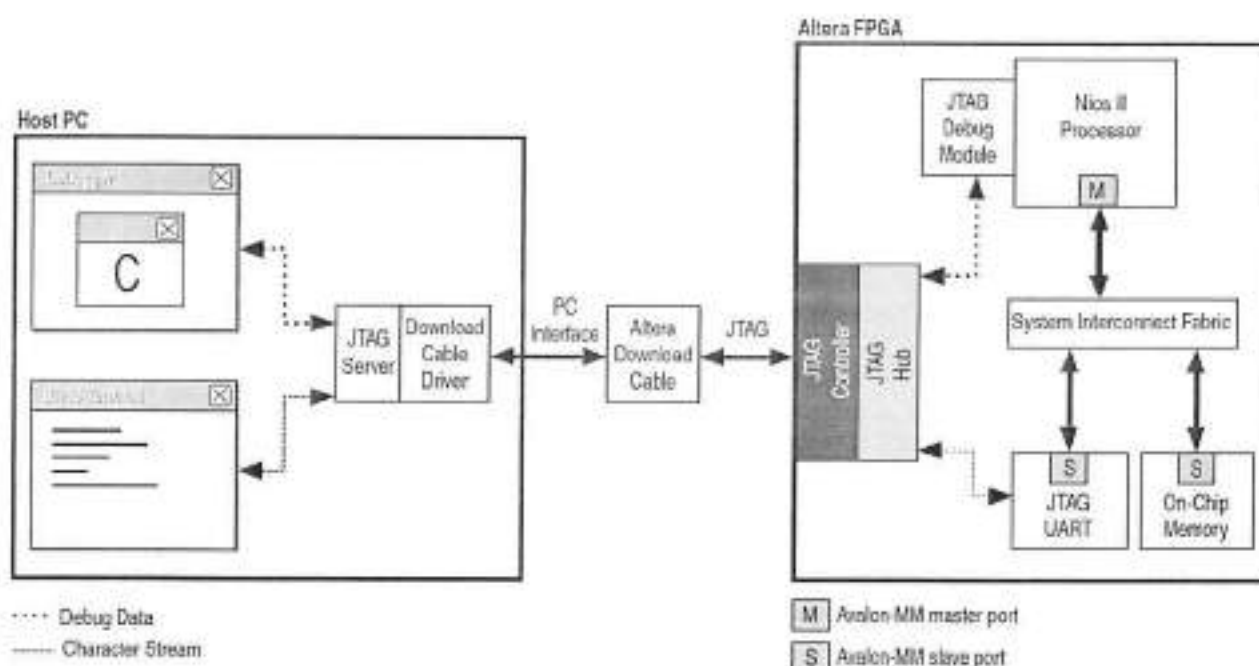 Altera FPGA
Host PC
JTAG
Debug
Module
Nios II
Processor
M
C
JTAG
Server
Download
Cable
Driver
PC
Interface
Altera
Download
Cable
JTAG
JTAG
Controller
JTAG
Hub
System Interconnect Fabric
S
JTAG
UART
S
On-Chip
Memory
Debug Data
Character Stream
M Avalon-MM master port
S Avalon-MM slave port